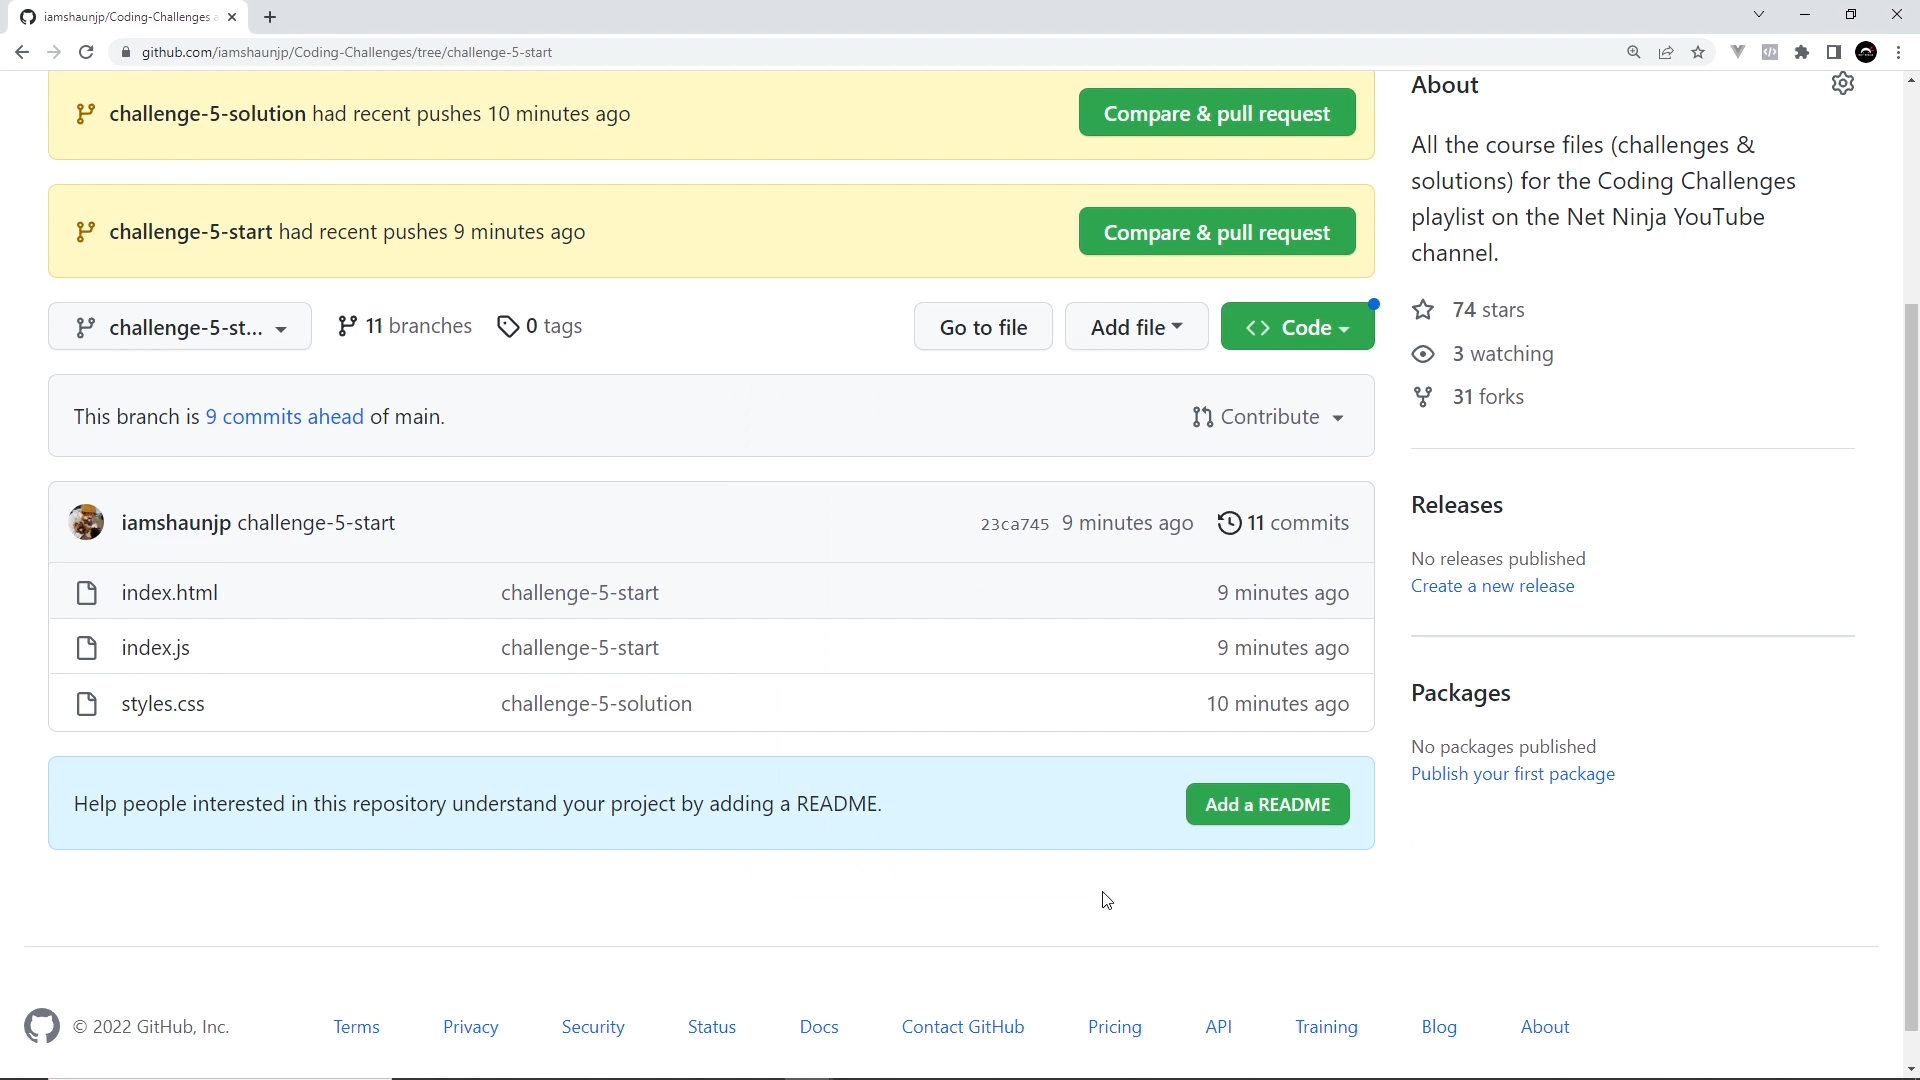 iamshaunjp/Coding-Challenges a
github.com/iamshaunjp/Coding-Challenges/tree/challenge-5-start
challenge-5-solution had recent pushes 10 minutes ago
Compare & pull request
challenge-5-start had recent pushes 9 minutes ago
Compare & pull request
challenge-5-st...
11 branches
0 tags
Go to file
Add file
Code
This branch is 9 commits ahead of main.
Contribute
iamshaunjp challenge-5-start
23ca745 9 minutes ago
11 commits
index.html
challenge-5-start
9 minutes ago
index.js
challenge-5-start
9 minutes ago
styles.css
challenge-5-solution
10 minutes ago
Help people interested in this repository understand your project by adding a README.
Add a README
About
All the course files (challenges &
solutions) for the Coding Challenges
playlist on the Net Ninja YouTube
channel.
74 stars
3 watching
31 forks
Releases
No releases published
Create a new release
Packages
No packages published
Publish your first package
© 2022 GitHub, Inc.
Terms
Privacy
Security
Status
Docs
Contact GitHub
Pricing
API
Training
Blog
About